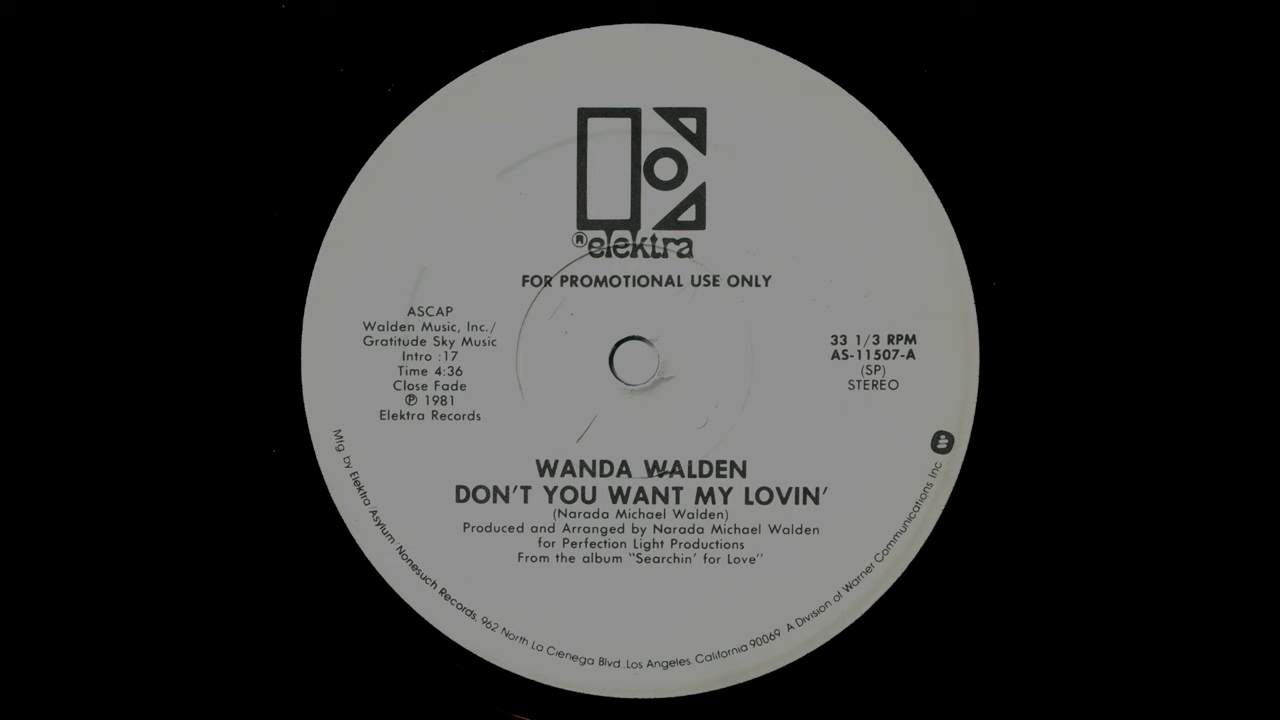 ® elektra
FOR PROMOTIONAL USE ONLY
ASCAP
Walden Music, Inc./
Gratitude Sky Music
Intro :17
Time 4:36
Close Fade
℗ 1981
Elektra Records
33 1/3 RPM
AS-11507-A
(SP)
STEREO
WANDA WALDEN
DON'T YOU WANT MY LOVIN'
(Narada Michael Walden)
Produced and Arranged by Narada Michael Walden
for Perfection Light Productions
From the album "Searchin' for Love"
Mfg. by Elektra/Asylum/Nonesuch Records, 962 North La Cienega Blvd., Los Angeles, California 90069 A Division of Warner Communications Inc